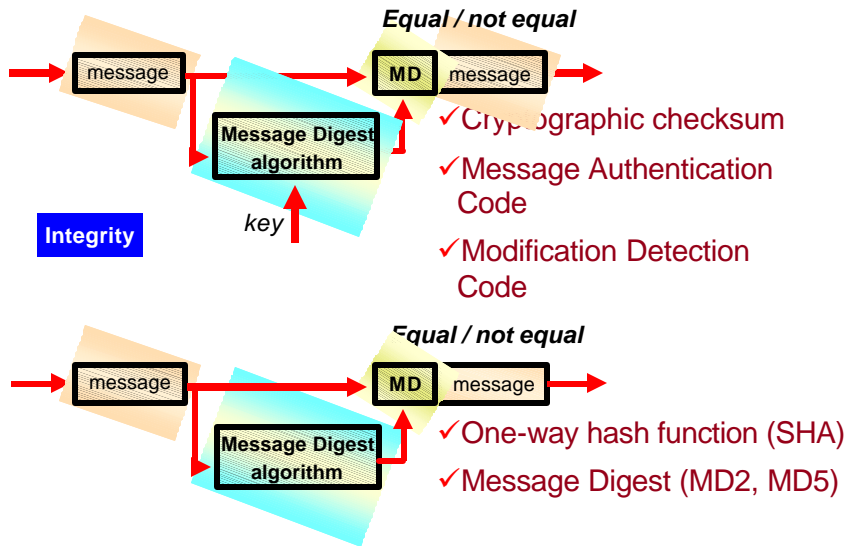 Equal / not equal
message
MD
message
Message Digest
algorithm
key
Integrity
✓Cryptographic checksum
✓Message Authentication
Code
✓Modification Detection
Code
Equal / not equal
message
MD
message
Message Digest
algorithm
✓One-way hash function (SHA)
✓Message Digest (MD2, MD5)